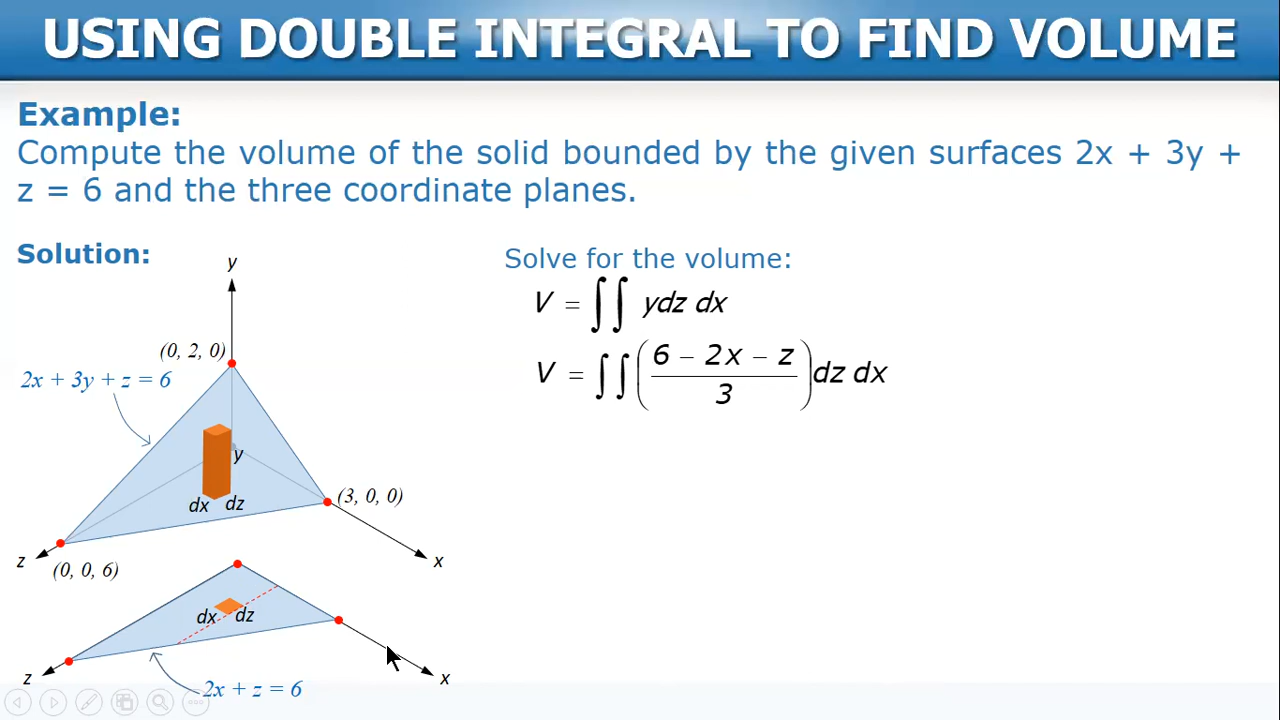 USING DOUBLE INTEGRAL TO FIND VOLUME
Example:
Compute the volume of the solid bounded by the given surfaces 2x + 3y +
z = 6 and the three coordinate planes.
Solution:
y
(0, 2, 0)
2x + 3y + z = 6
y
dx dz
(3, 0, 0)
z
x
(0, 0, 6)
dx dz
z
x
2x + z = 6
Solve for the volume:
V = ∫∫ ydz dx
V = ∫∫ ((6 − 2x − z)/3) dz dx